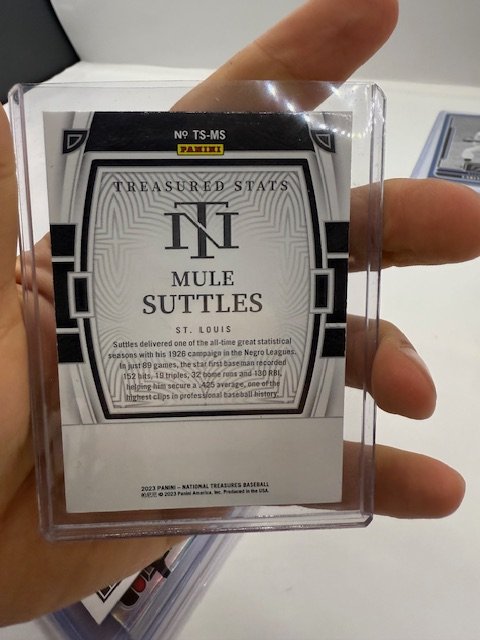 Nº TS-MS
PANINI
TREASURED STATS
NT
MULE
SUTTLES
ST. LOUIS
Suttles delivered one of the all-time great statistical
seasons with his 1926 campaign in the Negro Leagues.
In just 89 games, the star first baseman recorded
152 hits, 19 triples, 32 home runs and 130 RBI,
helping him secure a .425 average, one of the
highest clips in professional baseball history.
2023 PANINI – NATIONAL TREASURES BASEBALL
© 2023 Panini America, Inc. Produced in the USA.